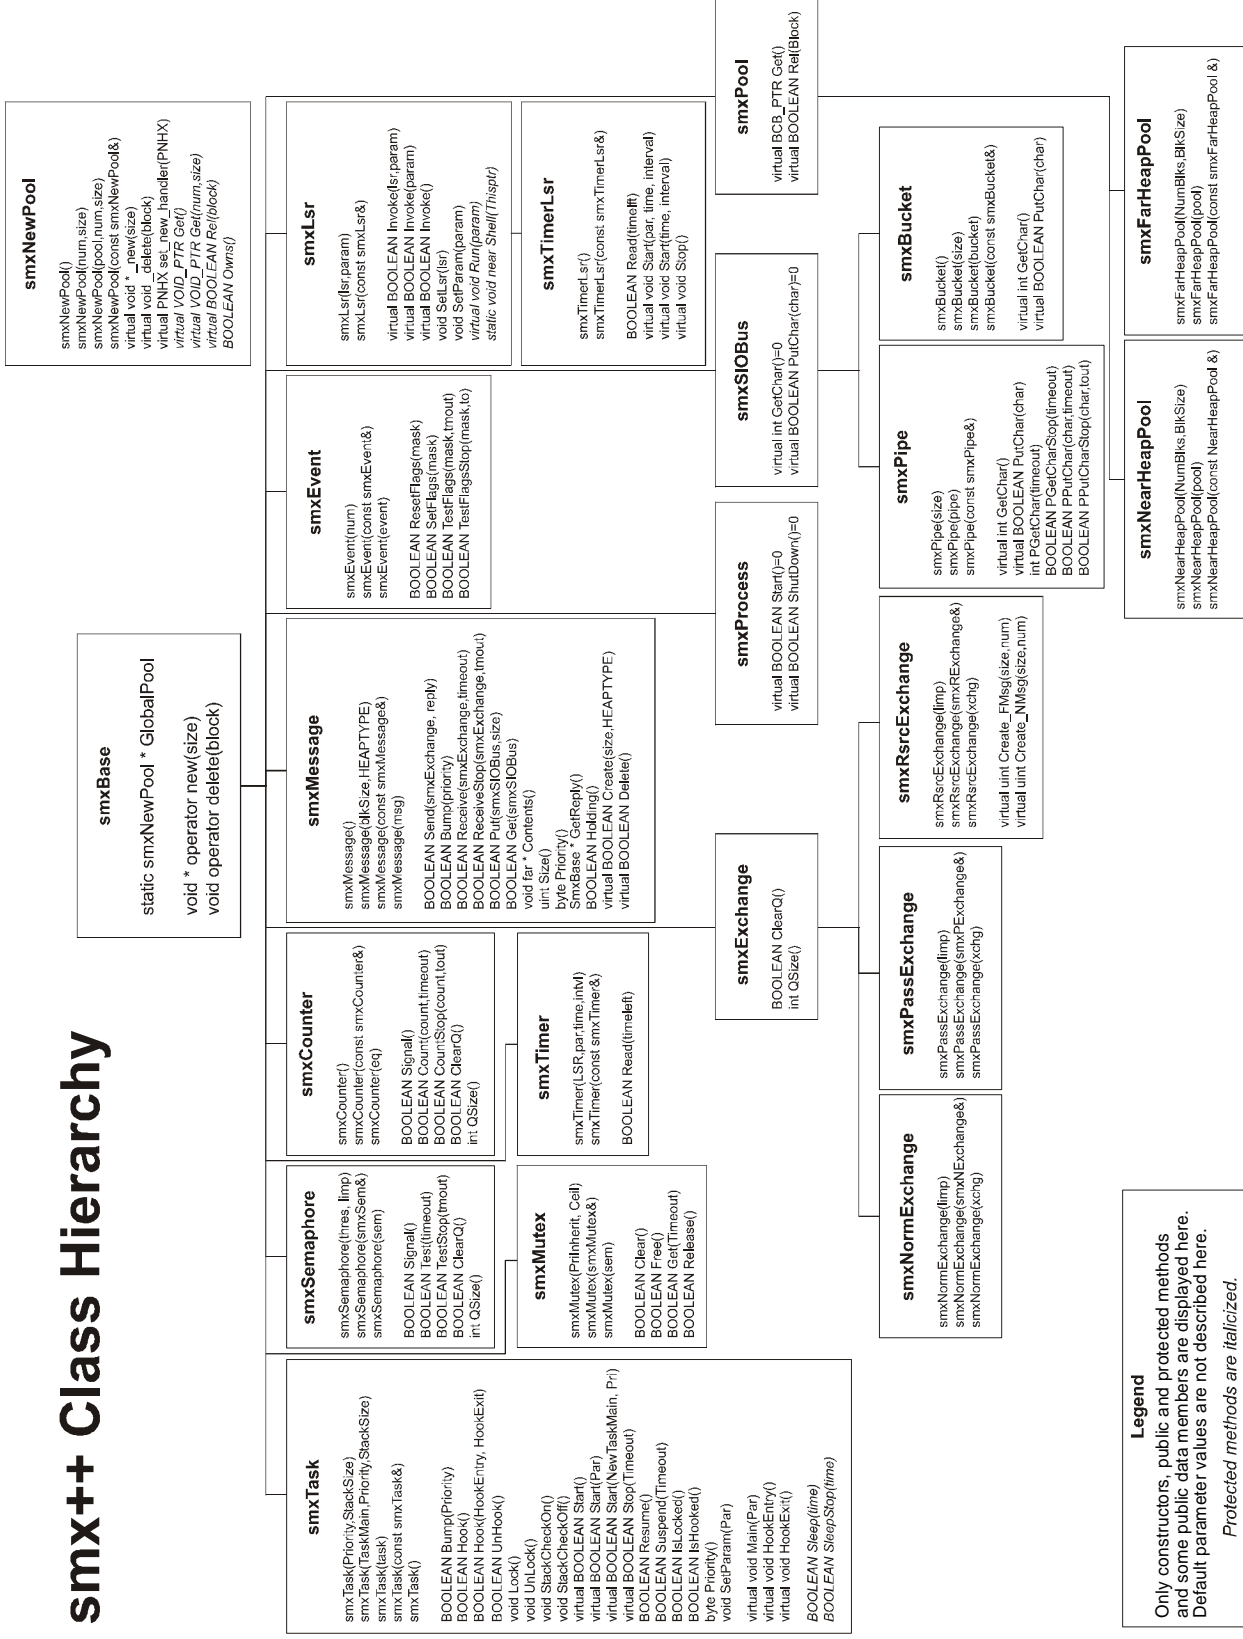 smx++ Class Hierarchy
smxBase
static smxNewPool * GlobalPool
void * operator new(size)
void operator delete(block)
smxNewPool
smxNewPool()
smxNewPool(num,size)
smxNewPool(pool,num,size)
smxNewPool(const smxNewPool&)
virtual void * _new(size)
virtual void _delete(block)
virtual PNHX set_new_handler(PNHX)
virtual VOID_PTR Get()
virtual VOID_PTR Get(num,size)
virtual BOOLEAN Rel(block)
BOOLEAN Owns()
smxTask
smxTask(Priority,StackSize)
smxTask(TaskMain,Priority,StackSize)
smxTask(task)
smxTask(const smxTask&)
smxTask()
BOOLEAN Bump(Priority)
BOOLEAN Hook()
BOOLEAN Hook(HookEntry, HookExit)
BOOLEAN UnHook()
void Lock()
void UnLock()
void StackCheckOn()
void StackCheckOff()
virtual BOOLEAN Start()
virtual BOOLEAN Start(Par)
virtual BOOLEAN Start(NewTaskMain, Pri)
virtual BOOLEAN Stop(Timeout)
BOOLEAN Resume()
BOOLEAN Suspend(Timeout)
BOOLEAN IsLocked()
BOOLEAN IsHooked()
byte Priority()
void SetParam(Par)
virtual void Main(Par)
virtual void HookEntry()
virtual void HookExit()
BOOLEAN Sleep(time)
BOOLEAN SleepStop(time)
smxSemaphore
smxSemaphore(thres, limp)
smxSemaphore(smxSem&)
smxSemaphore(sem)
BOOLEAN Signal()
BOOLEAN Test(timeout)
BOOLEAN TestStop(tmout)
BOOLEAN ClearQ()
int QSize()
smxCounter
smxCounter()
smxCounter(const smxCounter&)
smxCounter(eq)
BOOLEAN Signal()
BOOLEAN Count(count,timeout)
BOOLEAN CountStop(count,tout)
BOOLEAN ClearQ()
int QSize()
smxMessage
smxMessage()
smxMessage(blkSize,HEAPTYPE)
smxMessage(const smxMessage&)
smxMessage(msg)
BOOLEAN Send(smxExchange, reply)
BOOLEAN Bump(priority)
BOOLEAN Receive(smxExchange,timeout)
BOOLEAN ReceiveStop(smxExchange,tmout)
BOOLEAN Put(smxSIOBus,size)
BOOLEAN Get(smxSIOBus)
void far * Contents()
uint Size()
byte Priority()
SmxBase * GetReply()
BOOLEAN Holding()
virtual BOOLEAN Create(size,HEAPTYPE)
virtual BOOLEAN Delete()
smxEvent
smxEvent(num)
smxEvent(const smxEvent&)
smxEvent(event)
BOOLEAN ResetFlags(mask)
BOOLEAN SetFlags(mask)
BOOLEAN TestFlags(mask,tmout)
BOOLEAN TestFlagsStop(mask,to)
smxLsr
smxLsr(lsr,param)
smxLsr(const smxLsr&)
virtual BOOLEAN Invoke(lsr,param)
virtual BOOLEAN Invoke(param)
virtual BOOLEAN Invoke()
void SetLsr(lsr)
void SetParam(param)
virtual void Run(param)
static void near Shell(Thisptr)
smxMutex
smxMutex(PriInherit, Ceil)
smxMutex(smxMutex&)
smxMutex(sem)
BOOLEAN Clear()
BOOLEAN Free()
BOOLEAN Get(Timeout)
BOOLEAN Release()
smxTimer
smxTimer(LSR,par,time,intvl)
smxTimer(const smxTimer&)
BOOLEAN Read(timeleft)
smxTimerLsr
smxTimerLsr()
smxTimerLsr(const smxTimerLsr&)
BOOLEAN Read(timelft)
virtual void Start(par, time, interval)
virtual void Start(time, interval)
virtual void Stop()
smxExchange
BOOLEAN ClearQ()
int QSize()
smxProcess
virtual BOOLEAN Start()=0
virtual BOOLEAN ShutDown()=0
smxSIOBus
virtual int GetChar()=0
virtual BOOLEAN PutChar(char)=0
smxPool
virtual BCB_PTR Get()
virtual BOOLEAN Rel(Block)
smxNormExchange
smxNormExchange(limp)
smxNormExchange(smxNExchange&)
smxNormExchange(xchg)
smxPassExchange
smxPassExchange(limp)
smxPassExchange(smxPExchange&)
smxPassExchange(xchg)
smxRsrcExchange
smxRsrcExchange(limp)
smxRsrcExchange(smxRExchange&)
smxRsrcExchange(xchg)
virtual uint Create_FMsg(size,num)
virtual uint Create_NMsg(size,num)
smxPipe
smxPipe(size)
smxPipe(pipe)
smxPipe(const smxPipe&)
virtual int GetChar()
virtual BOOLEAN PutChar(char)
int PGetChar(timeout)
BOOLEAN PGetCharStop(timeout)
BOOLEAN PPutChar(char,timeout)
BOOLEAN PPutCharStop(char,tout)
smxBucket
smxBucket()
smxBucket(size)
smxBucket(bucket)
smxBucket(const smxBucket&)
virtual int GetChar()
virtual BOOLEAN PutChar(char)
smxNearHeapPool
smxNearHeapPool(NumBlks,BlkSize)
smxNearHeapPool(pool)
smxNearHeapPool(const NearHeapPool &)
smxFarHeapPool
smxFarHeapPool(NumBlks,BlkSize)
smxFarHeapPool(pool)
smxFarHeapPool(const smxFarHeapPool &)
Legend
Only constructors, public and protected methods
and some public data members are displayed here.
Default parameter values are not described here.
Protected methods are italicized.